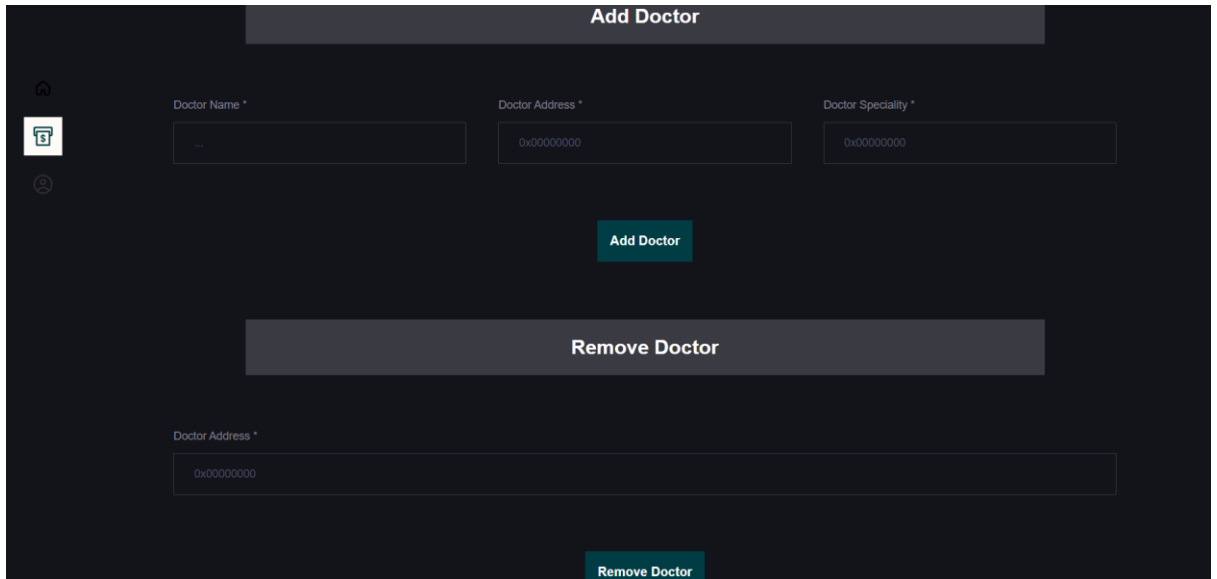 Add Doctor
Doctor Name * Doctor Address * Doctor Speciality *
... 0x00000000 0x00000000
$
Add Doctor
Remove Doctor
Doctor Address *
0x00000000
Remove Doctor